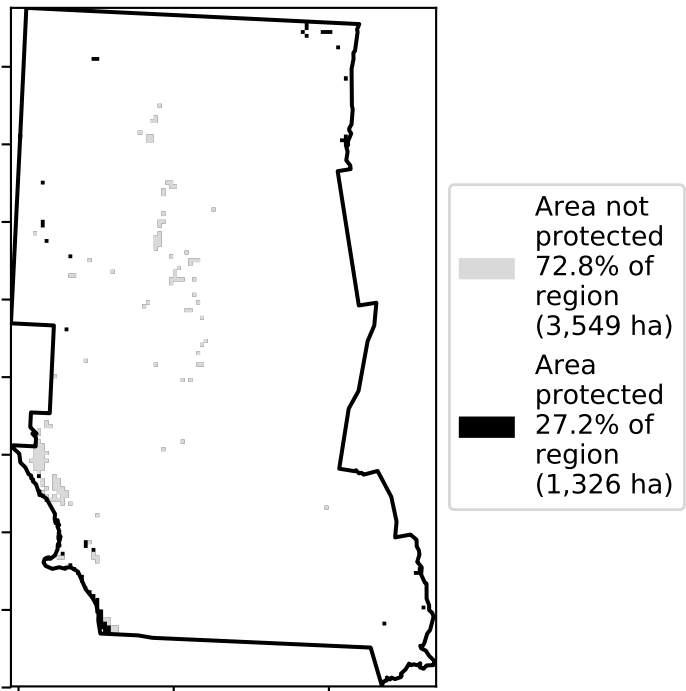 Area not
protected
72.8% of
region
(3,549 ha)
Area
protected
27.2% of
region
(1,326 ha)